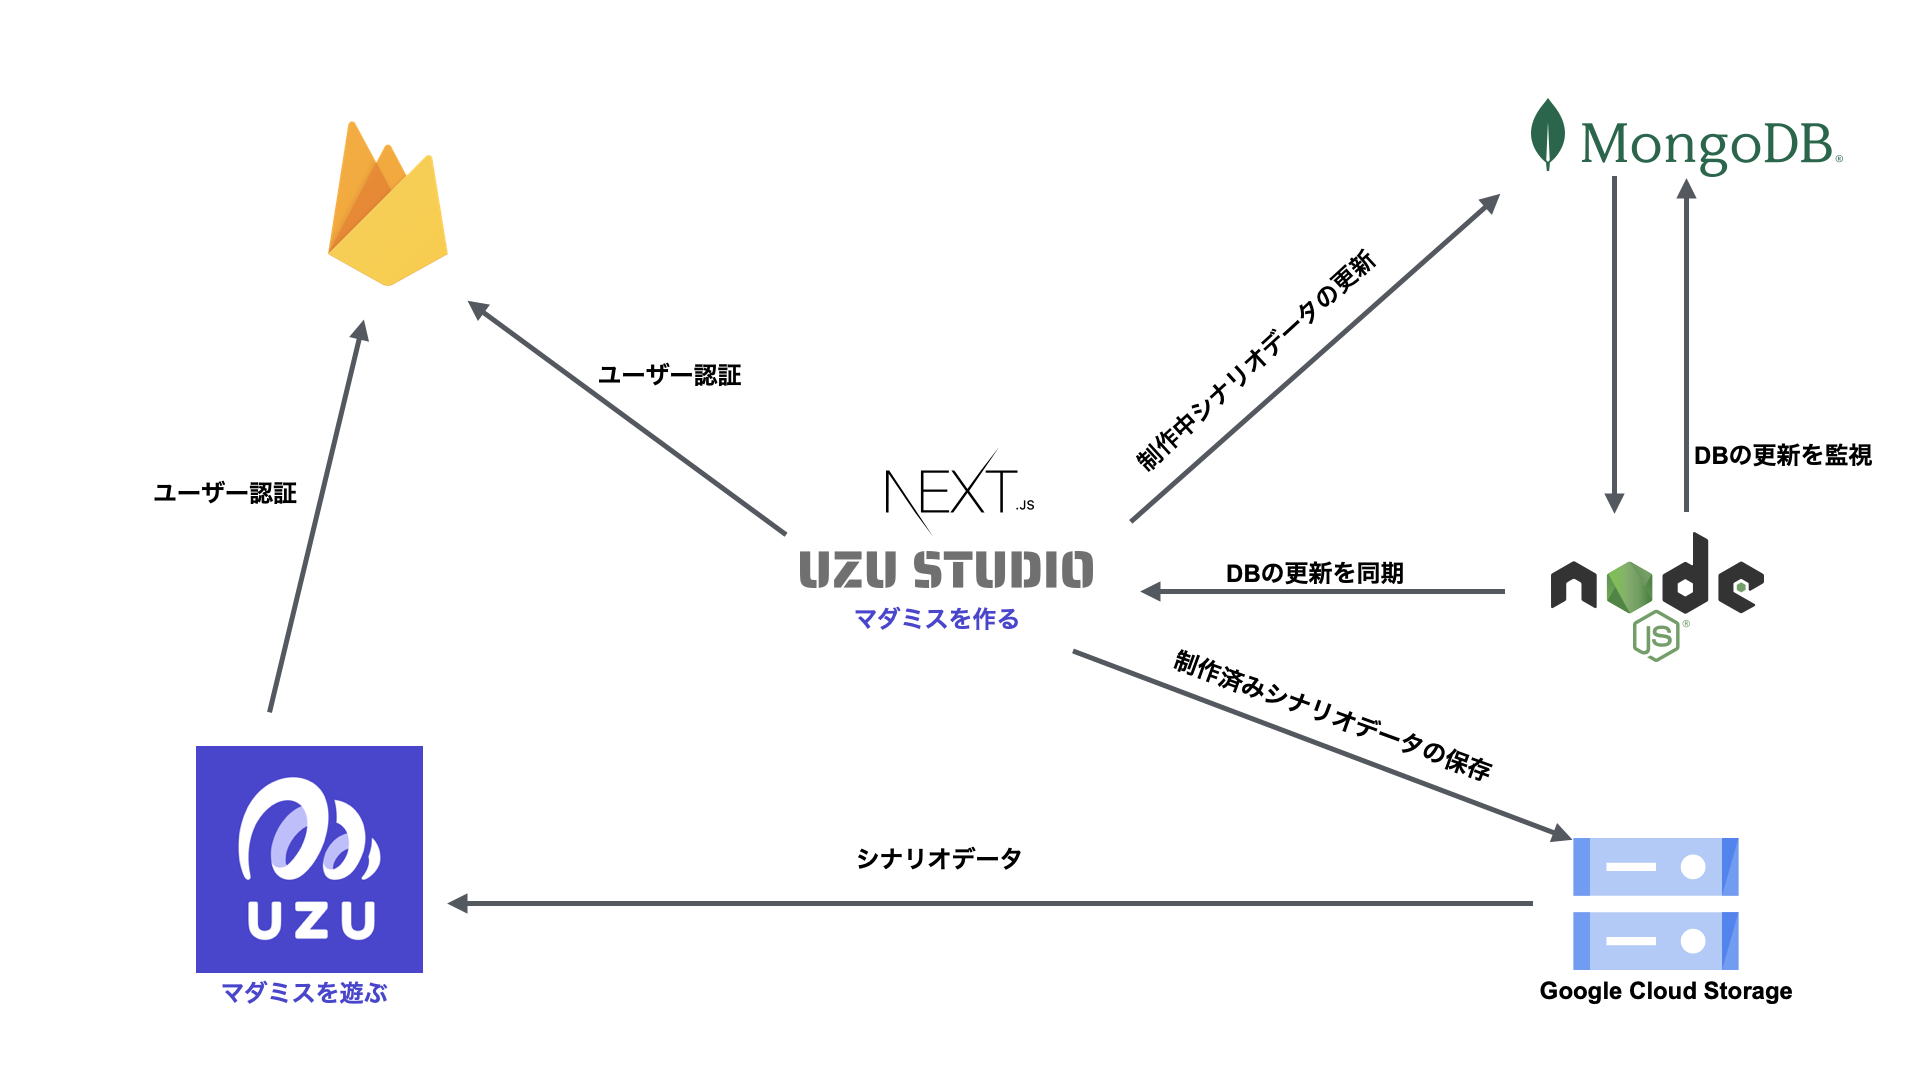 MongoDB®
制作中シナリオデータの更新
ユーザー認証
ユーザー認証
DBの更新を監視
NEXT.JS
UZU STUDIO
マダミスを作る
DBの更新を同期
node
JS®
制作済みシナリオデータの保存
シナリオデータ
UZU
マダミスを遊ぶ
Google Cloud Storage